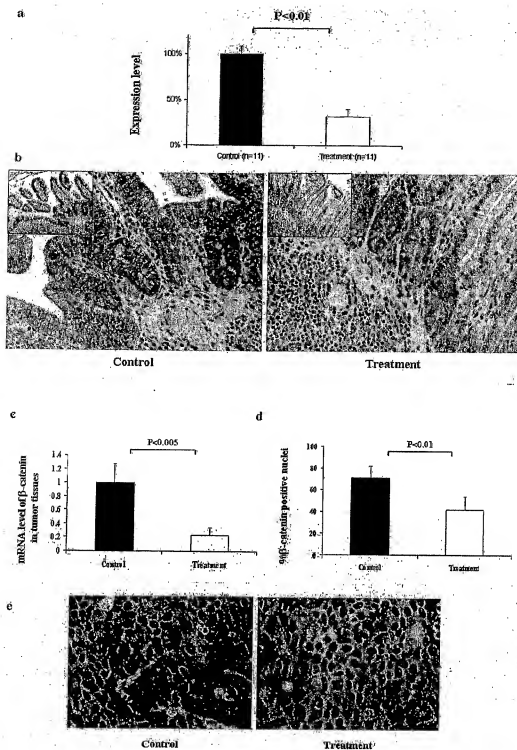 a
P<0.01
Expression level
100%
50%
0%
Control (n=11)
Treatment (n=11)
b
Control
Treatment
c
P<0.005
mRNA level of β-catenin
in tumor tissues
1.4
1.2
1
0.8
0.6
0.4
0.2
0
Control
Treatment
d
P<0.01
%β-catenin positive nuclei
100
80
60
40
20
0
Control
Treatment
e
Control
Treatment